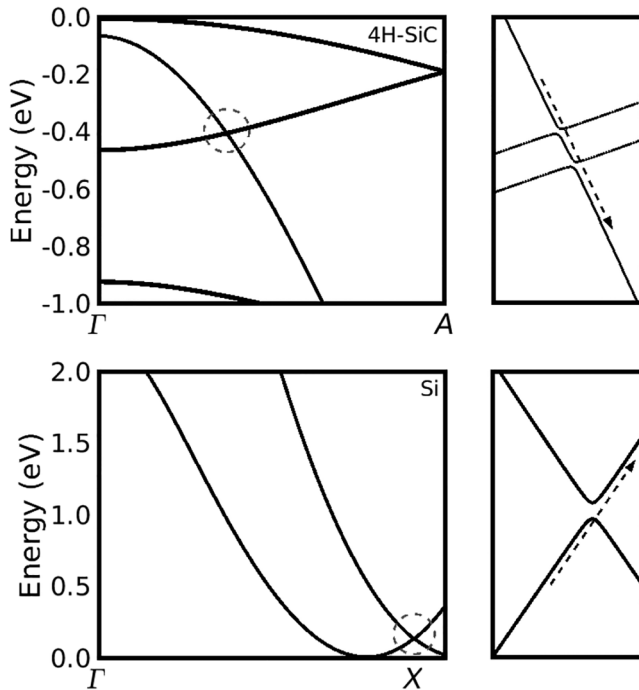 4H-SiC
Energy (eV)
0.0
-0.2
-0.4
-0.6
-0.8
-1.0
Γ
A
Si
Energy (eV)
2.0
1.5
1.0
0.5
0.0
Γ
X